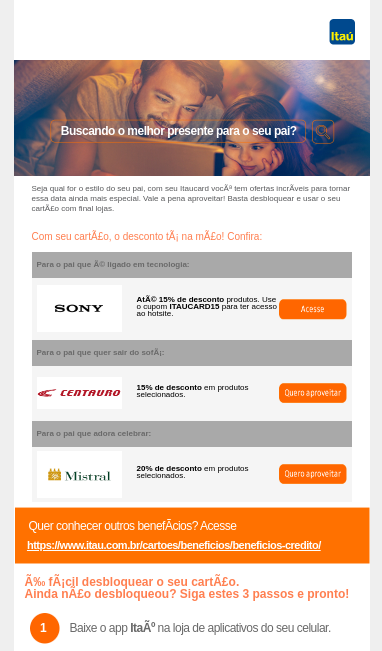 Itaú
Buscando o melhor presente para o seu pai?
Seja qual for o estilo do seu pai, com seu Itaucard vocÃª tem ofertas incrÃ­veis para tornar
essa data ainda mais especial. Vale a pena aproveitar! Basta desbloquear e usar o seu
cartÃ£o com final lojas.
Com seu cartÃ£o, o desconto tÃ¡ na mÃ£o! Confira:
Para o pai que Ã© ligado em tecnologia:
SONY
AtÃ© 15% de desconto produtos. Use
o cupom ITAUCARD15 para ter acesso
ao hotsite.
Acesse
Para o pai que quer sair do sofÃ¡:
CENTAURO
15% de desconto em produtos
selecionados.
Quero aproveitar
Para o pai que adora celebrar:
Mistral
20% de desconto em produtos
selecionados.
Quero aproveitar
Quer conhecer outros benefÃ­cios? Acesse
https://www.itau.com.br/cartoes/beneficios/beneficios-credito/
Ã‰ fÃ¡cil desbloquear o seu cartÃ£o.
Ainda nÃ£o desbloqueou? Siga estes 3 passos e pronto!
1 Baixe o app ItaÃº na loja de aplicativos do seu celular.